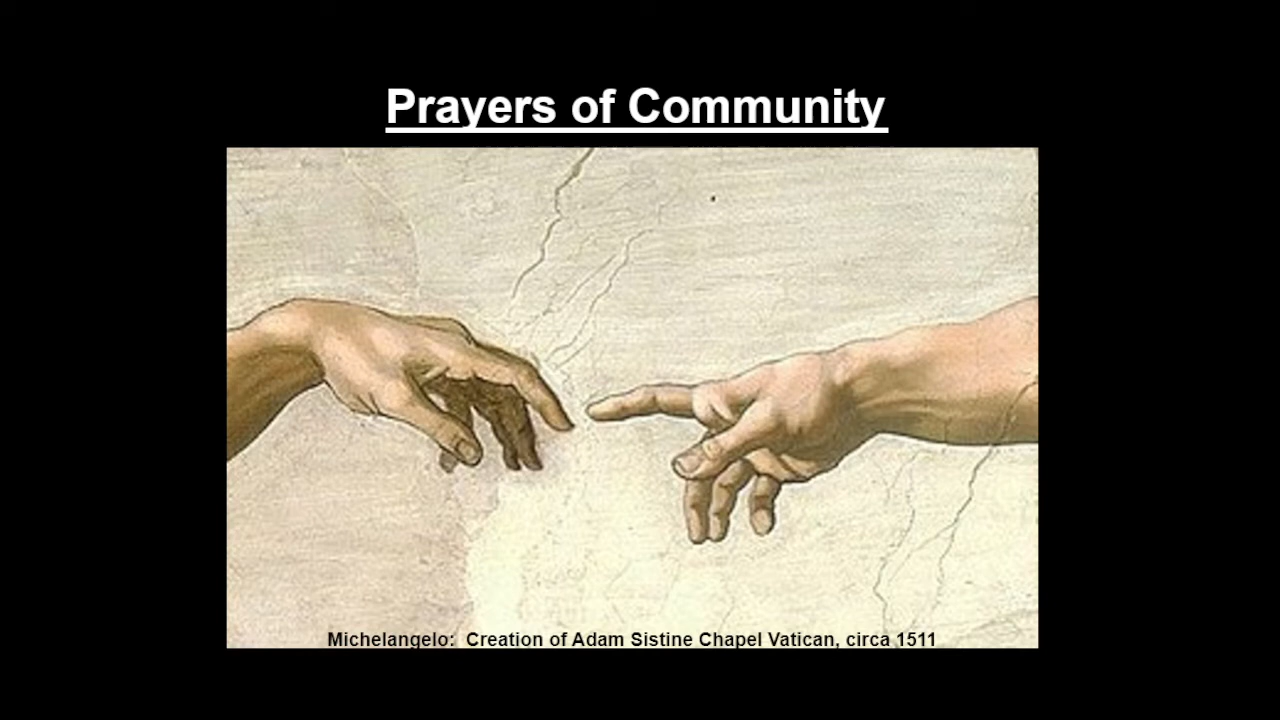 Prayers of Community
Michelangelo:  Creation of Adam Sistine Chapel Vatican, circa 1511